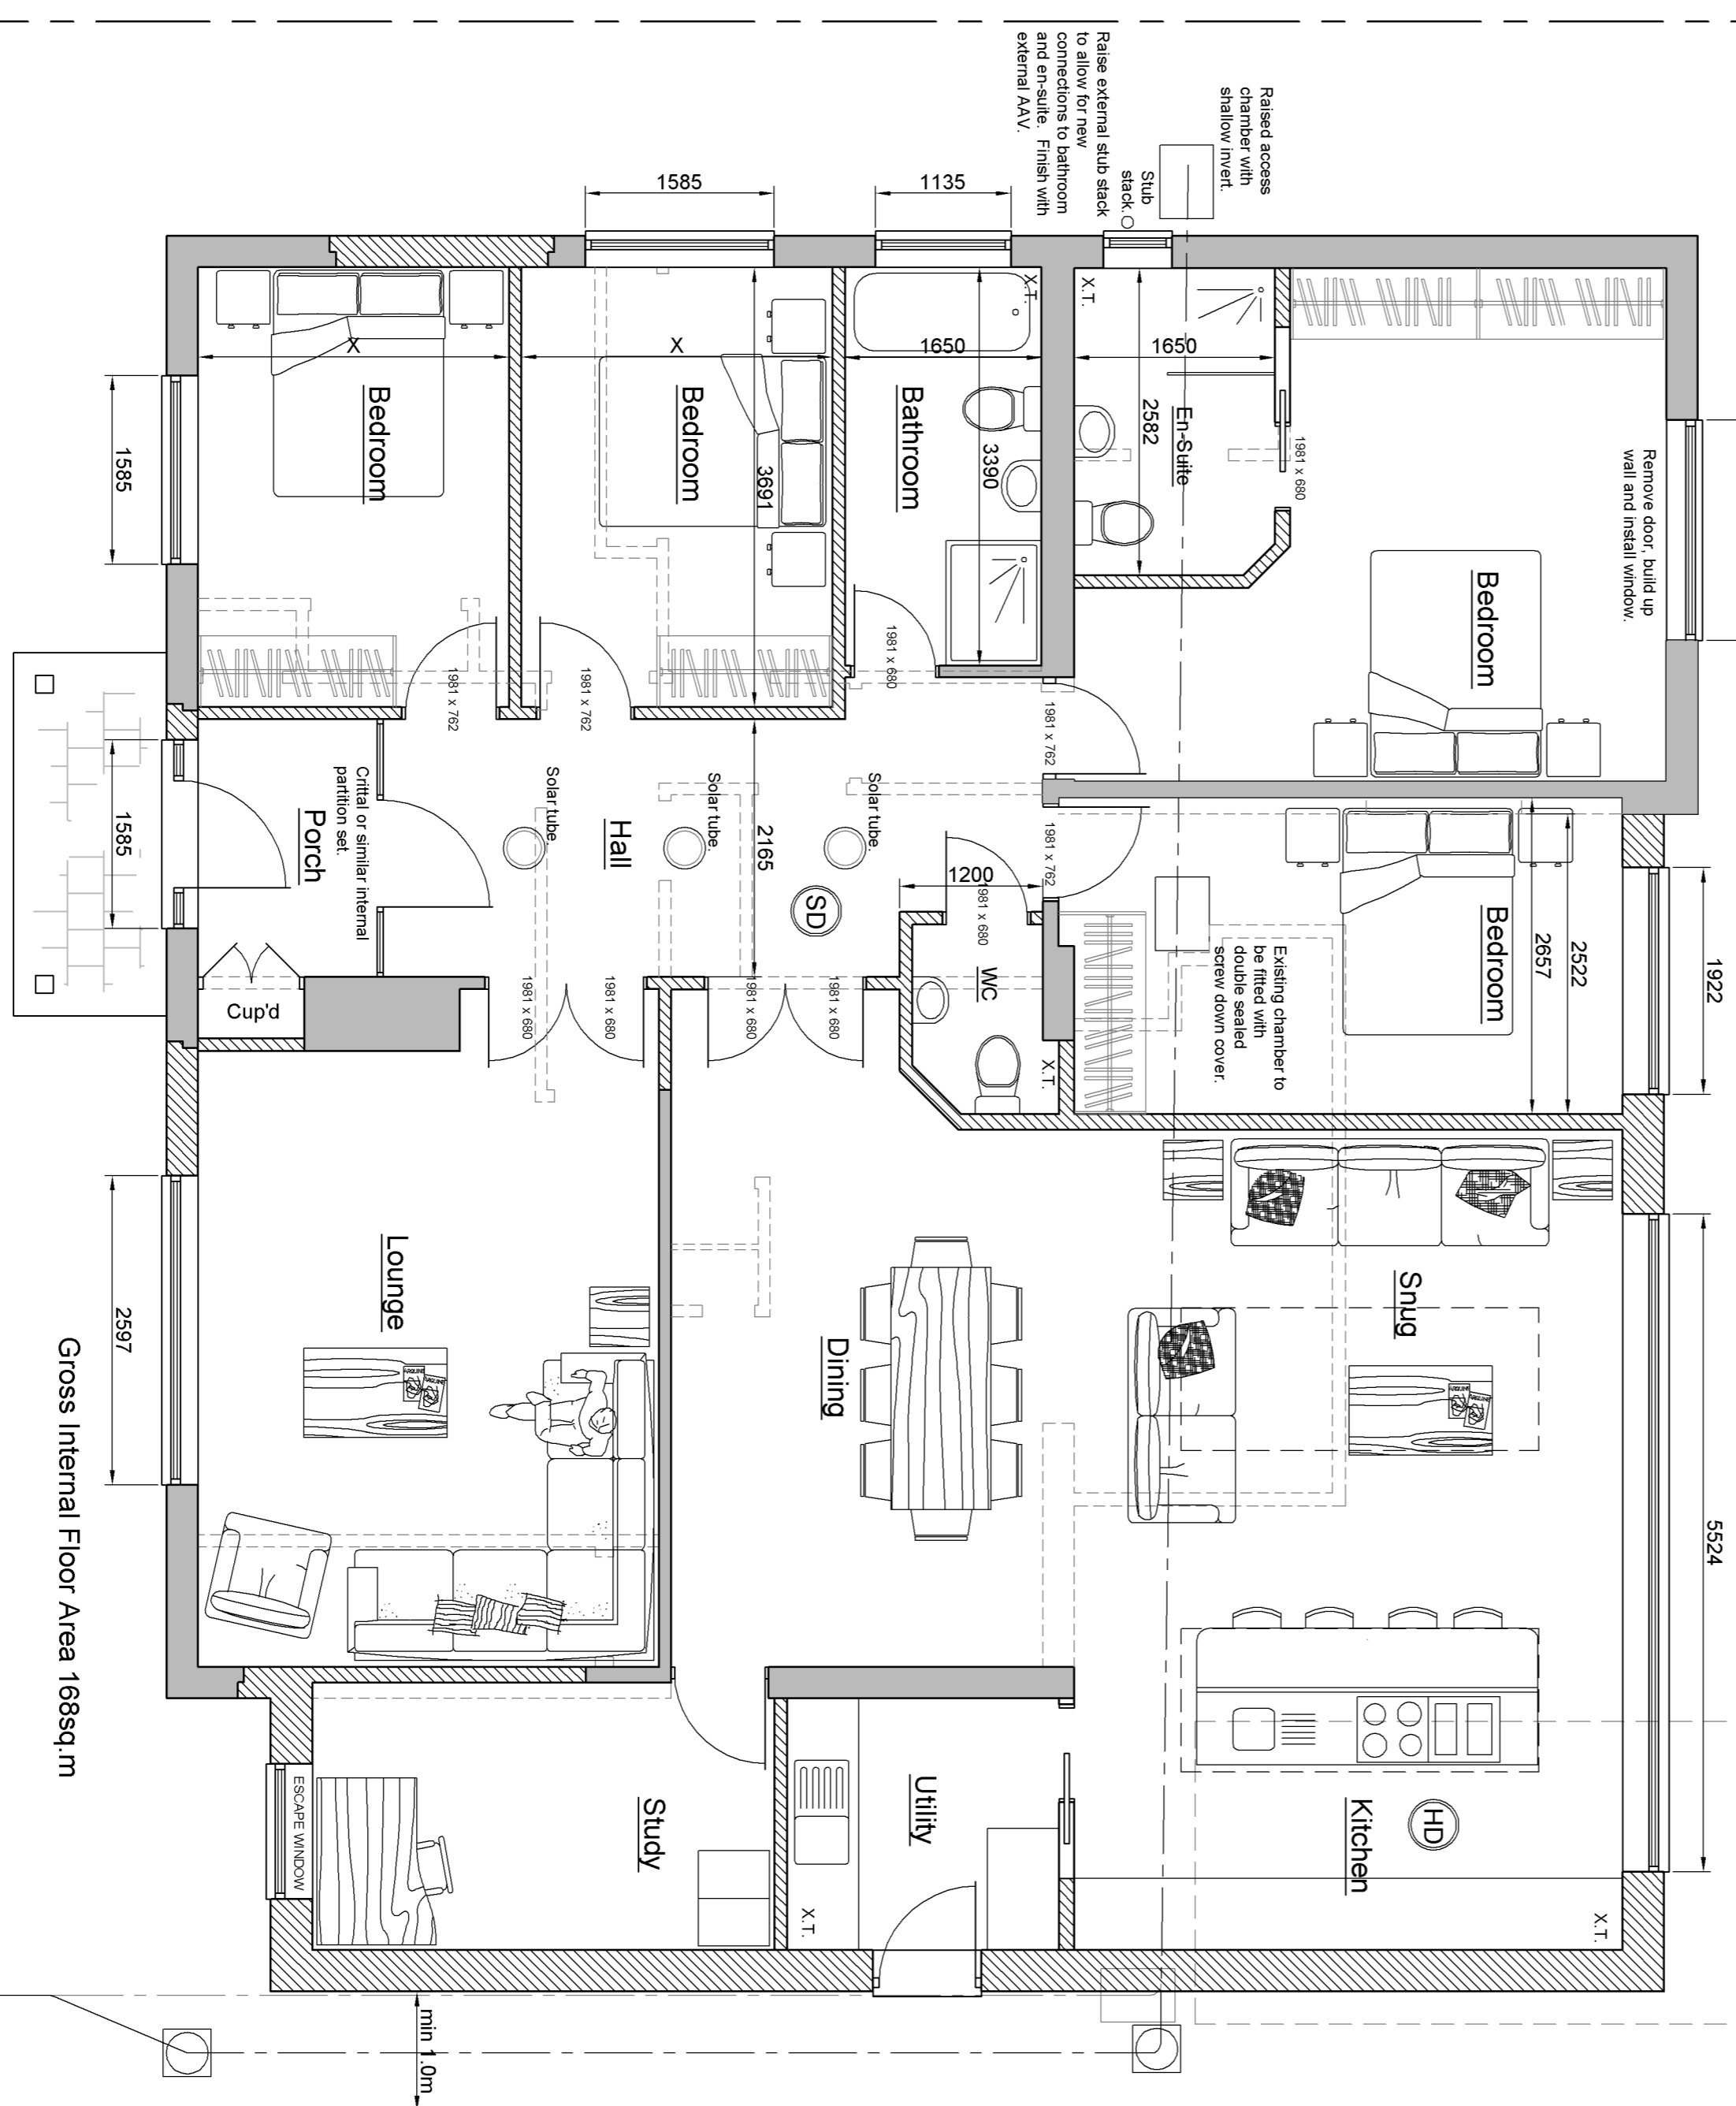 Raise external stub stack
to allow for new
connections to bathroom
and en-suite. Finish with
external AAV.
Raised access
chamber with
shallow invert.
Stub
stack.
1585
1135
X.T.
X.T.
X
X
1650
1650
Bedroom
Bedroom
3691
Bathroom
3390
En-Suite
2582
1981 x 680
Remove door, build up
wall and install window.
Bedroom
1585
1981 x 762
1981 x 762
1981 x 680
1981 x 762
1981 x 762
Crittal or similar internal
partition set.
Porch
1585
Solar tube.
Solar tube.
Solar tube.
Hall
2165
SD
1200
1981 x 680
WC
X.T.
Bedroom
2657
2522
1922
Existing chamber to
be fitted with
double sealed
screw down cover.
Cup'd
1981 x 680
1981 x 680
1981 x 680
1981 x 680
Lounge
2597
Dining
Snug
5524
Gross Internal Floor Area 168sq.m
ESCAPE WINDOW
Study
Utility
X.T.
Kitchen
HD
X.T.
min 1.0m